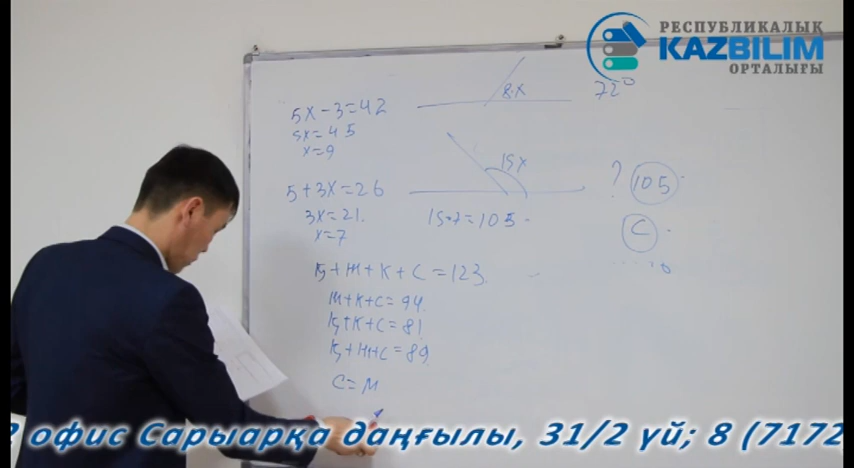 РЕСПУБЛИКАЛЫҚ
KAZBILIM
ОРТАЛЫҒЫ
8x
72°
5x-3=42
5x=45
x=9
15x
5+3x=26
3x=21.
x=7
15•7=105
? 105
C
Қ+М+К+С=123.
М+К+С=94.
Қ+К+С=81
Қ+М+С=89
С=М
офис Сарыарқа даңғылы, 31/2 үй; 8 (7172